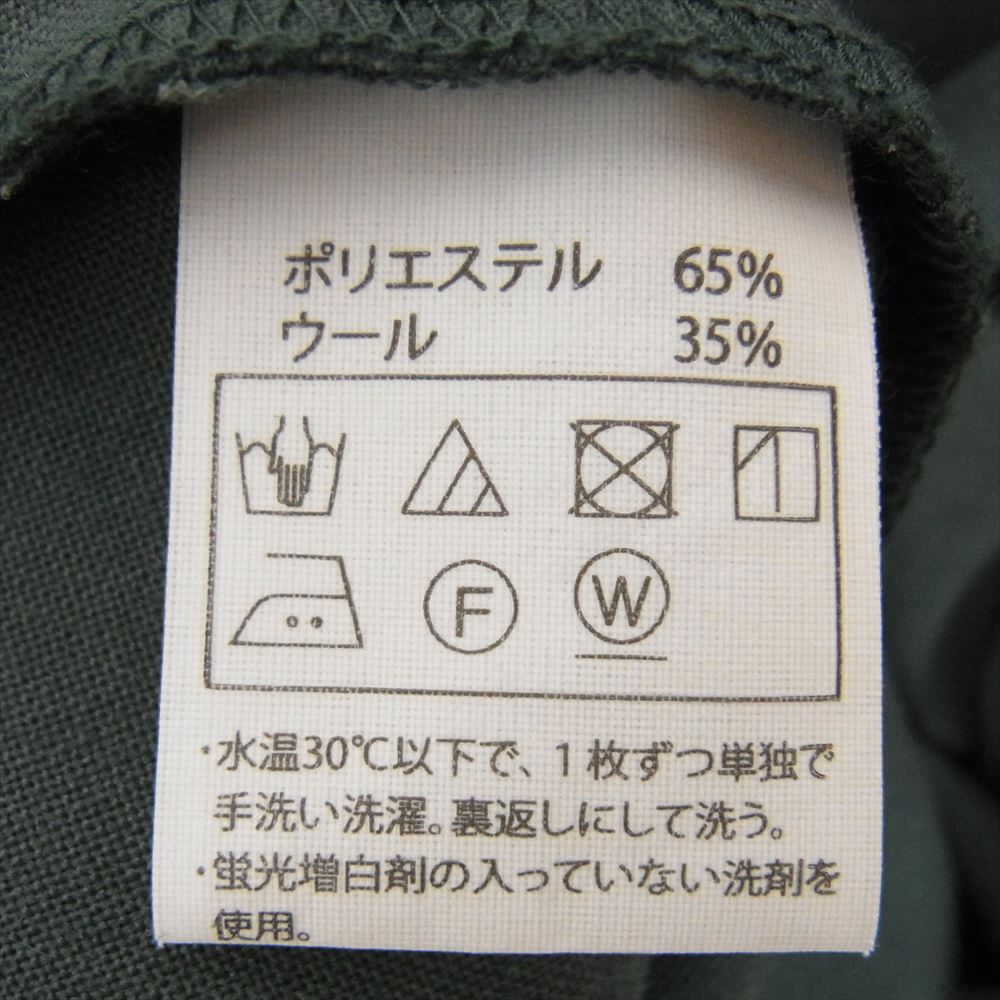 ポリエステル 65%
ウール 35%
F W
・水温30℃以下で、1枚ずつ単独で
手洗い洗濯。裏返しにして洗う。
・蛍光増白剤の入っていない洗剤を
使用。